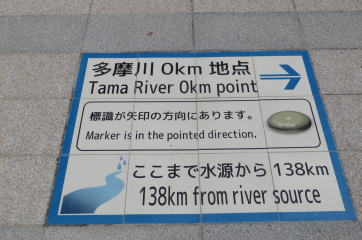 多摩川 0km 地点
Tama River 0km point
標識が矢印の方向にあります。
Marker is in the pointed direction.
ここまで水源から 138km
138km from river source